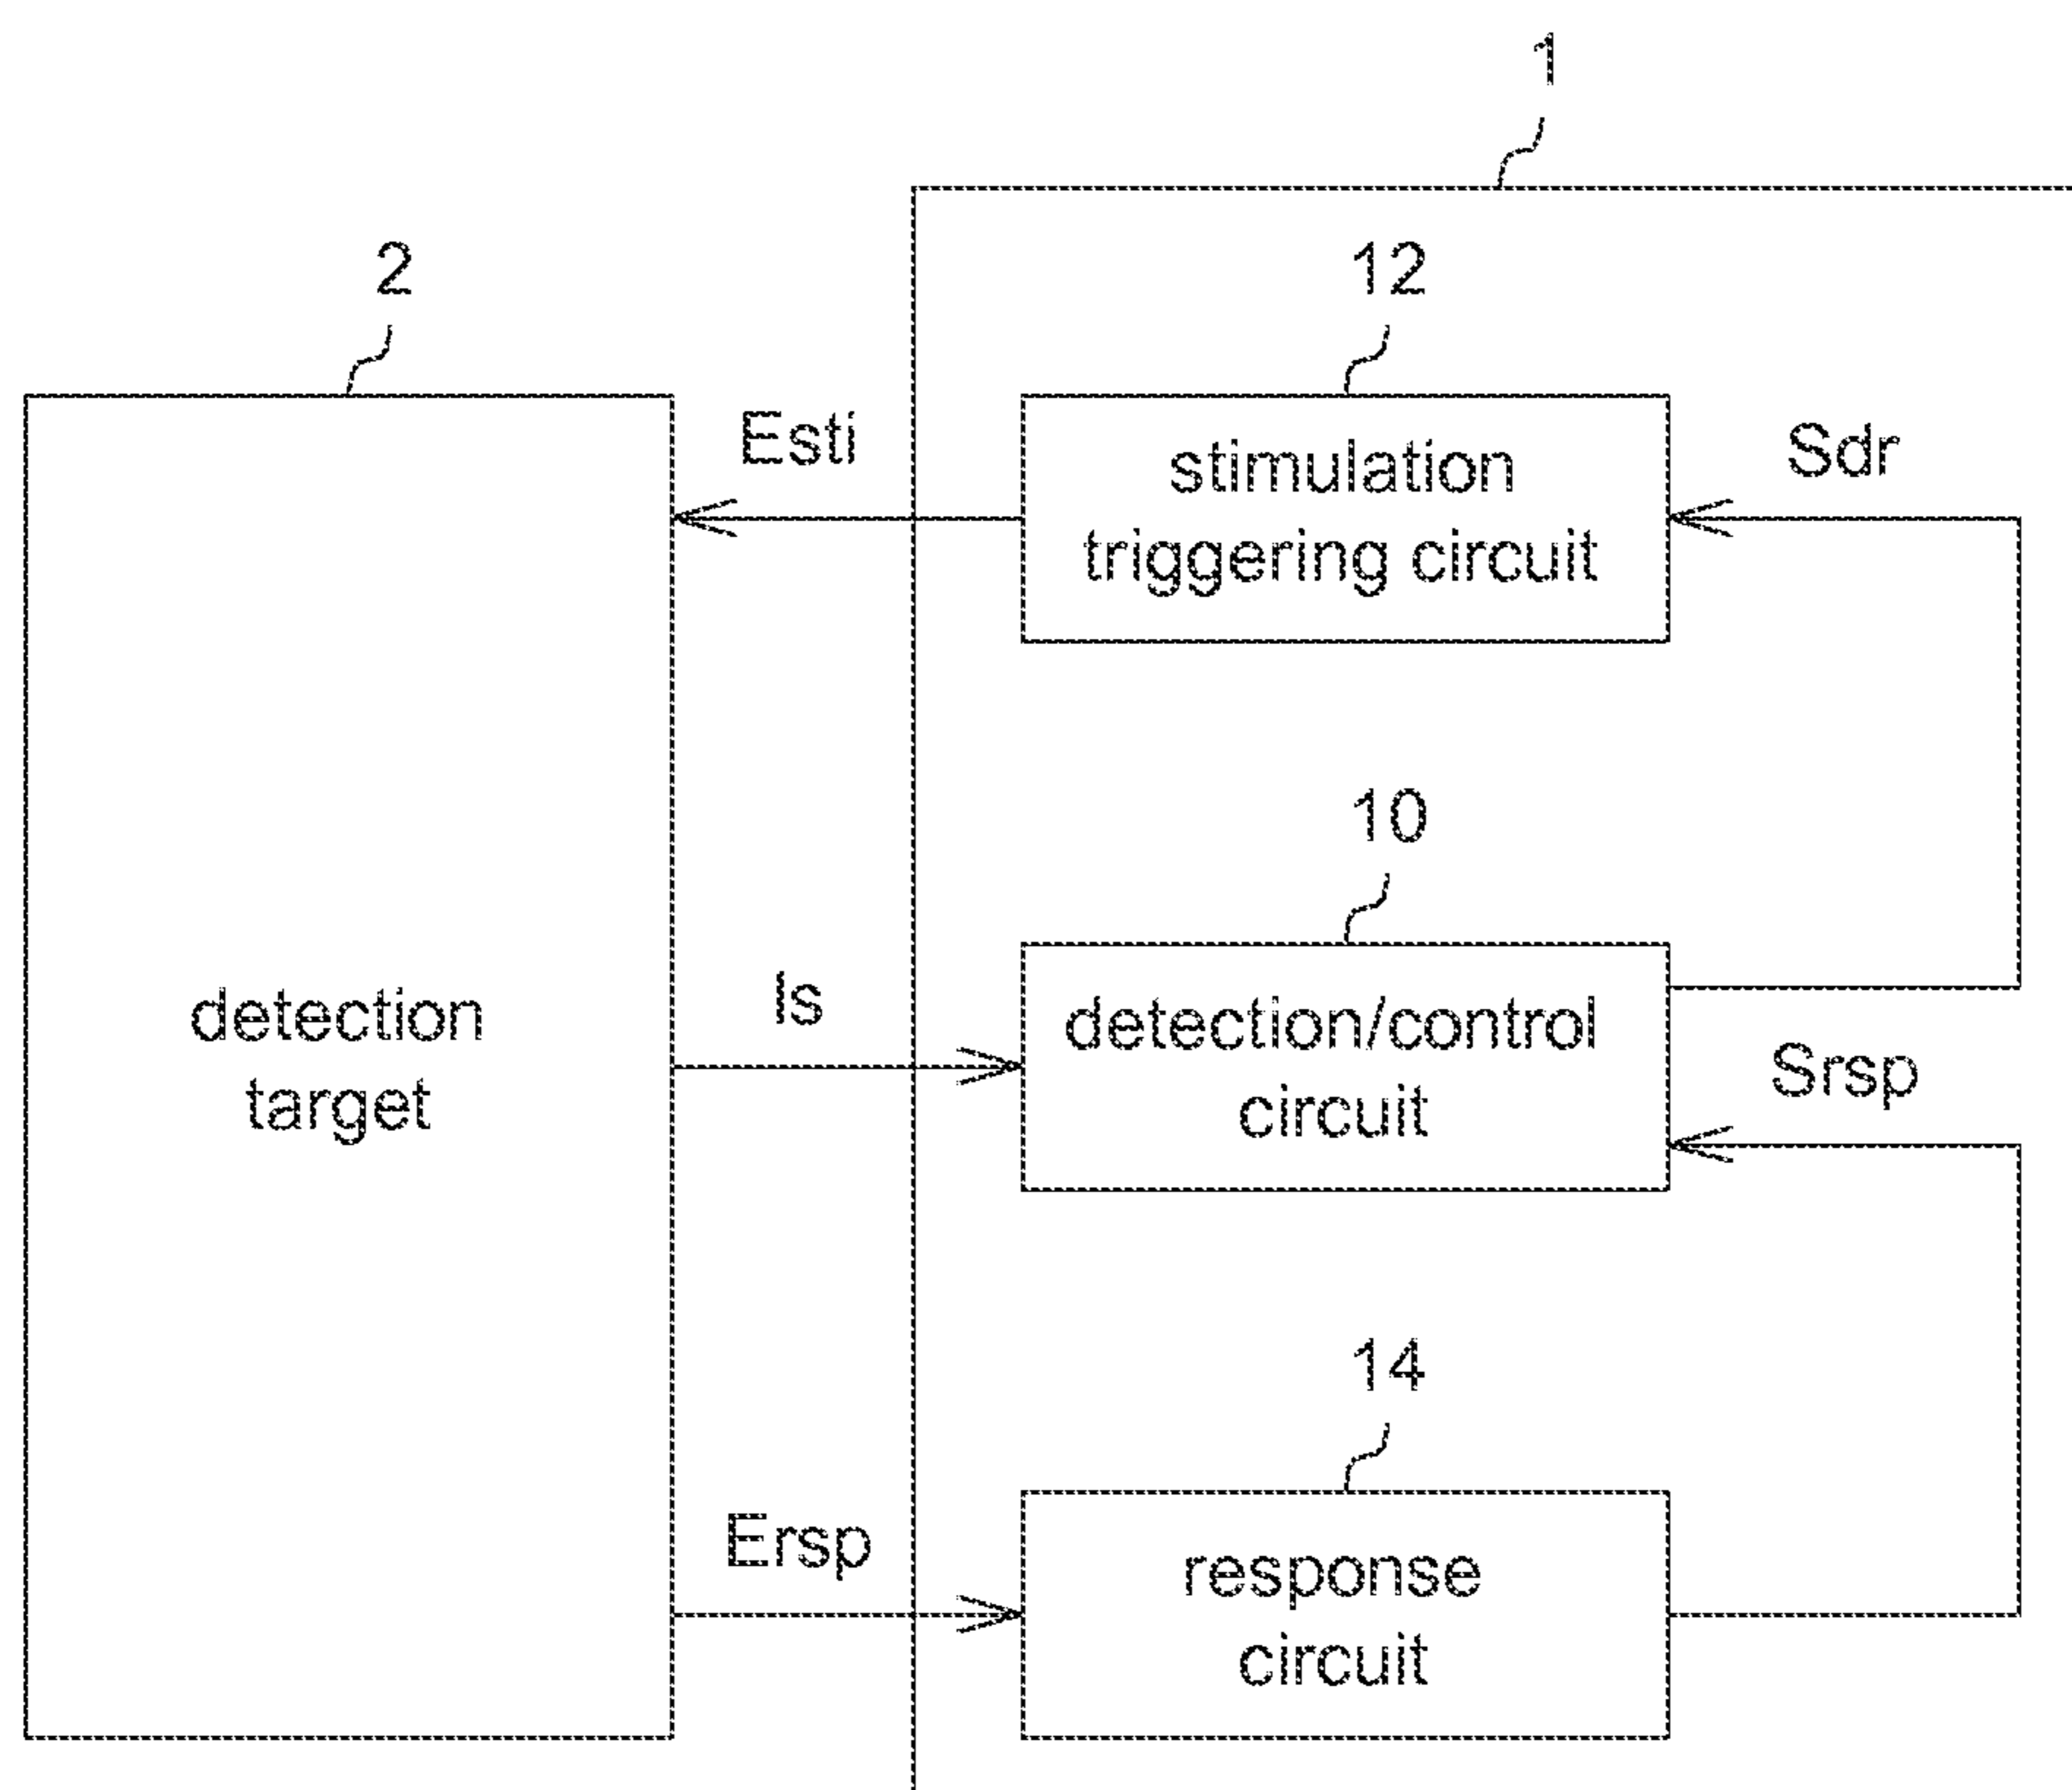 1
2
12
Esti
stimulation
triggering circuit
Sdr
10
Is
detection/control
circuit
detection
target
Srsp
14
Ersp
response
circuit